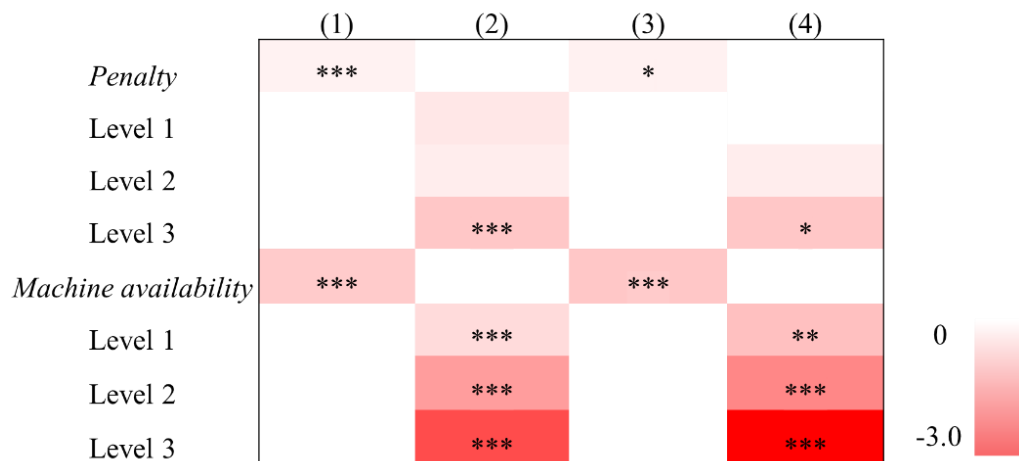 (1) (2) (3) (4)
Penalty *** *
Level 1
Level 2
Level 3 *** *
Machine availability *** ***
Level 1 *** **
Level 2 *** ***
Level 3 *** ***
0
-3.0